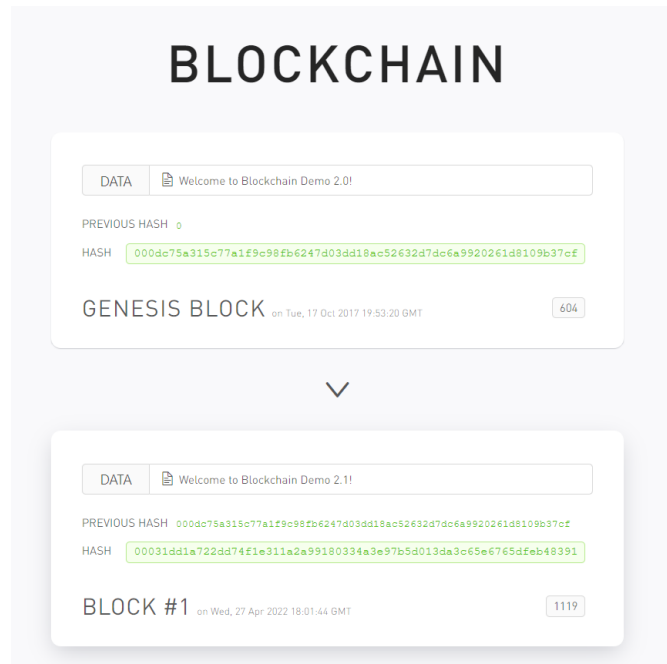 BLOCKCHAIN
DATA Welcome to Blockchain Demo 2.0!
PREVIOUS HASH 0
HASH 000dc75a315c77a1f9c98fb6247d03dd18ac52632d7dc6a9920261d8109b37cf
GENESIS BLOCK on Tue, 17 Oct 2017 19:53:20 GMT 604
DATA Welcome to Blockchain Demo 2.1!
PREVIOUS HASH 000dc75a315c77a1f9c98fb6247d03dd18ac52632d7dc6a9920261d8109b37cf
HASH 00031dd1a722dd74f1e311a2a99180334a3e97b5d013da3c65e6765dfeb48391
BLOCK #1 on Wed, 27 Apr 2022 18:01:44 GMT 1119